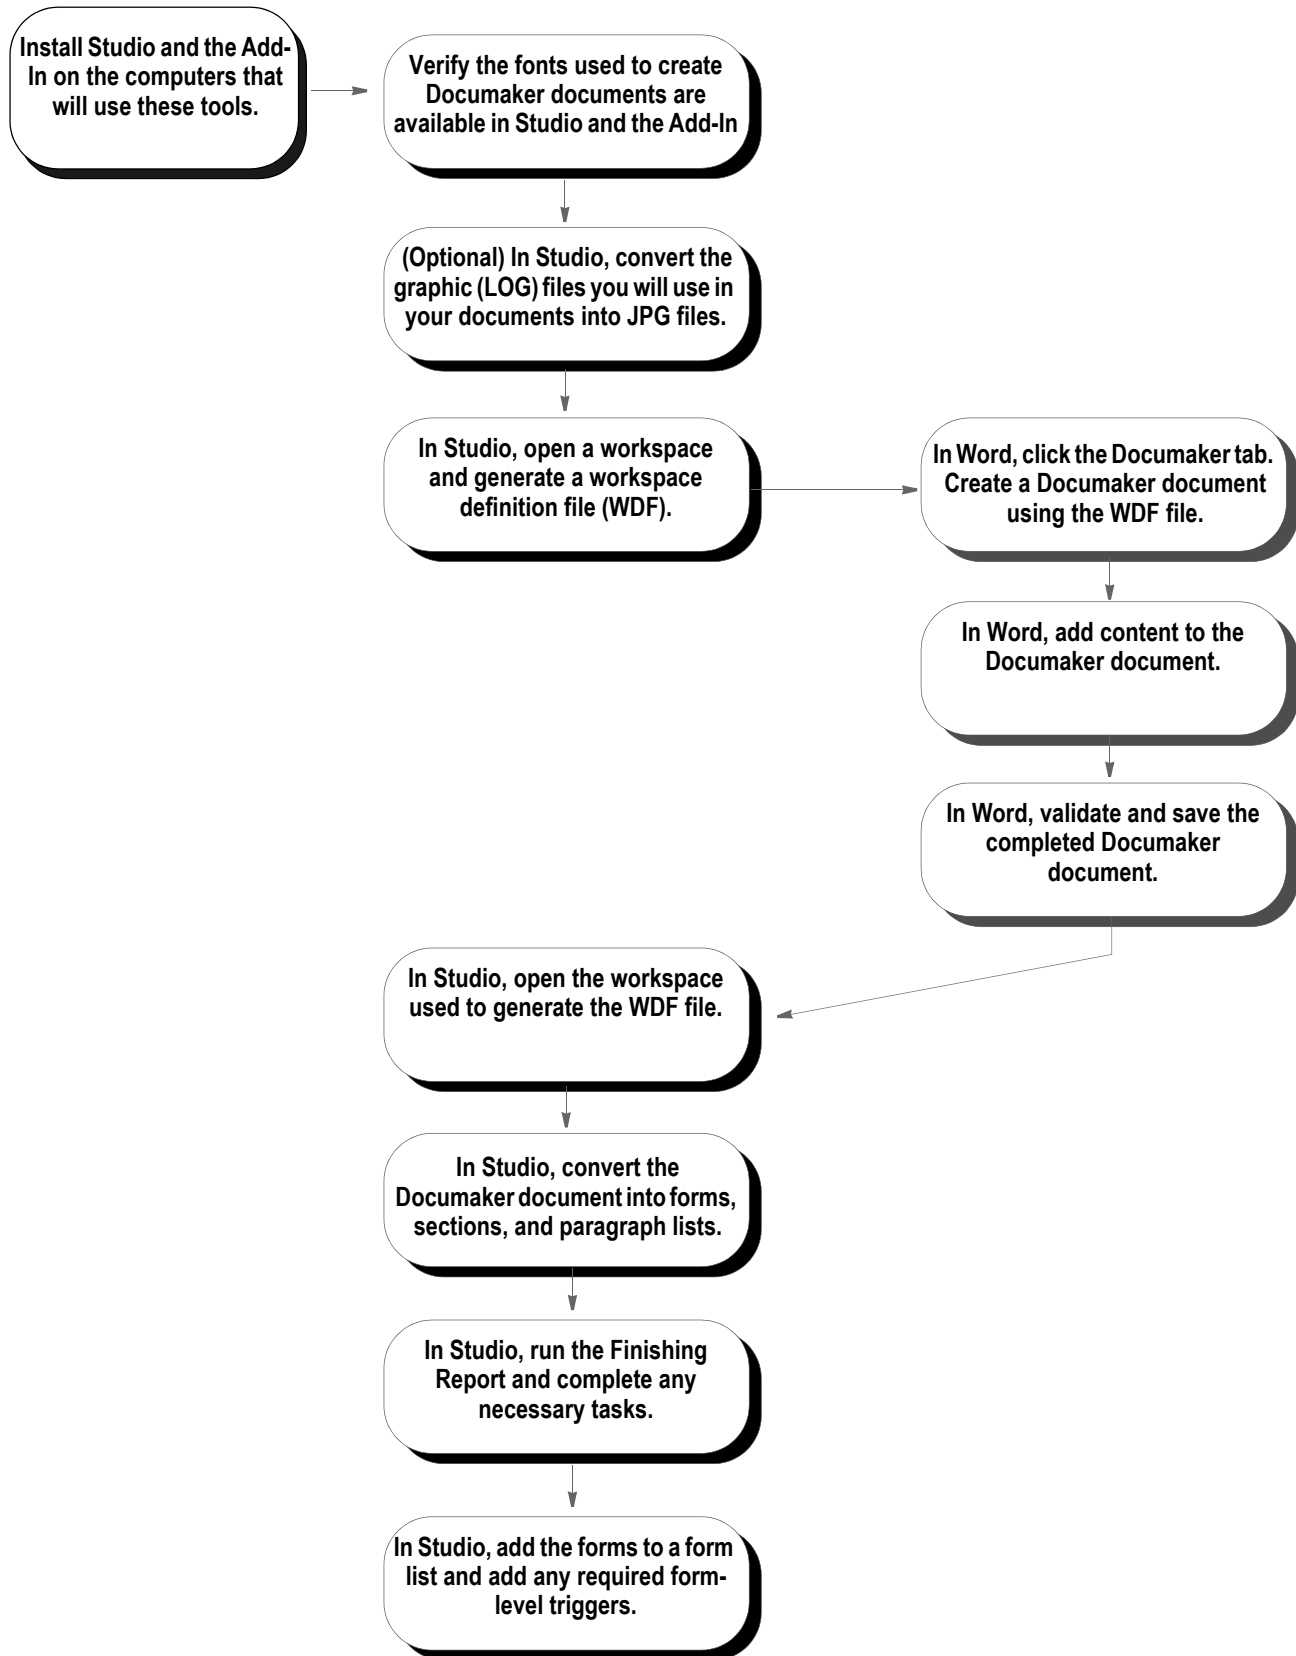 Install Studio and the Add-
In on the computers that
will use these tools.
Verify the fonts used to create
Documaker documents are
available in Studio and the Add-In
(Optional) In Studio, convert the
graphic (LOG) files you will use in
your documents into JPG files.
In Studio, open a workspace
and generate a workspace
definition file (WDF).
In Word, click the Documaker tab.
Create a Documaker document
using the WDF file.
In Word, add content to the
Documaker document.
In Word, validate and save the
completed Documaker
document.
In Studio, open the workspace
used to generate the WDF file.
In Studio, convert the
Documaker document into forms,
sections, and paragraph lists.
In Studio, run the Finishing
Report and complete any
necessary tasks.
In Studio, add the forms to a form
list and add any required form-
level triggers.